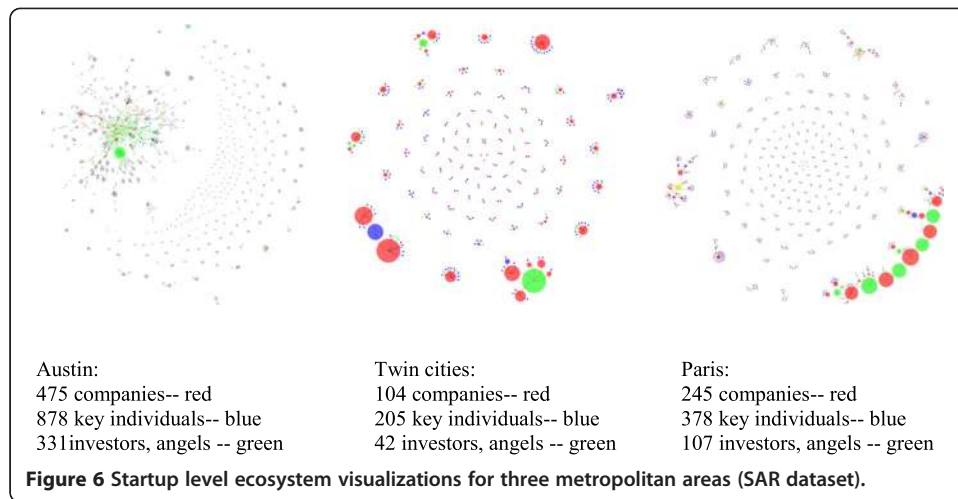 Austin:
475 companies-- red
878 key individuals-- blue
331investors, angels -- green
Twin cities:
104 companies-- red
205 key individuals-- blue
42 investors, angels -- green
Paris:
245 companies-- red
378 key individuals-- blue
107 investors, angels -- green
Figure 6 Startup level ecosystem visualizations for three metropolitan areas (SAR dataset).